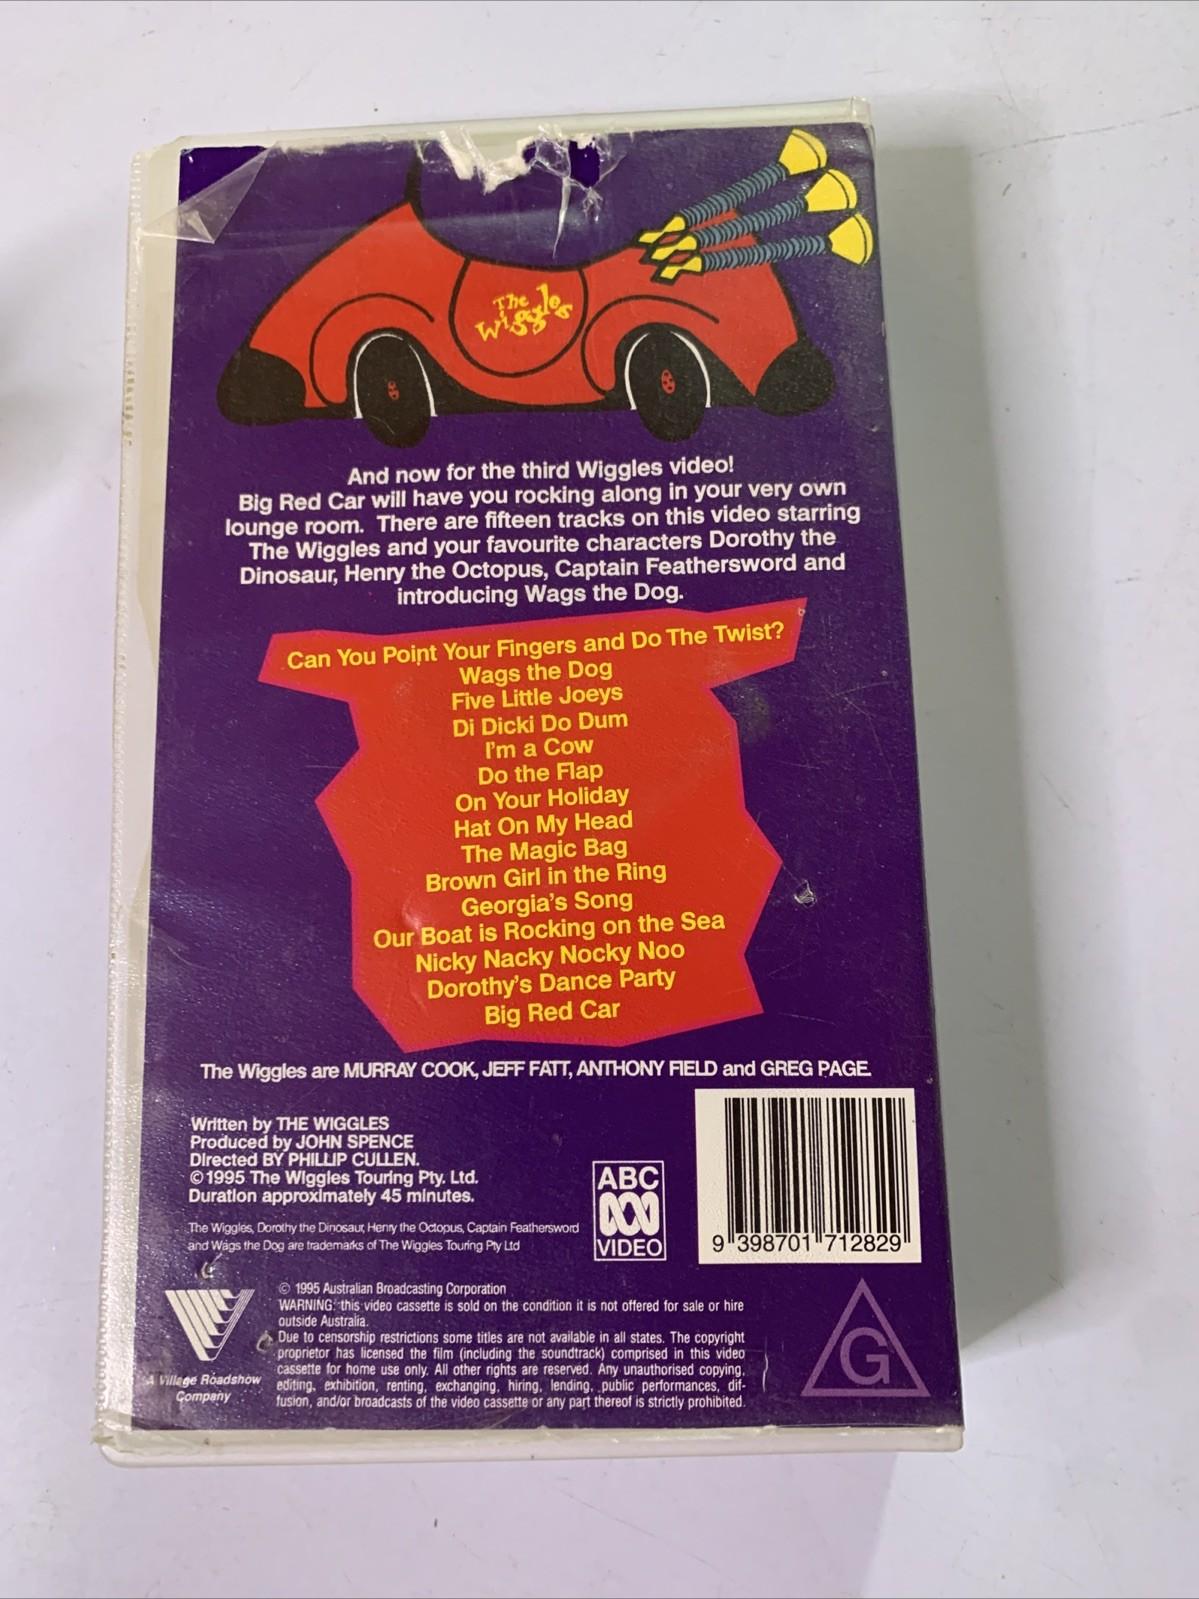 The
Wiggles
And now for the third Wiggles video!
Big Red Car will have you rocking along in your very own
lounge room. There are fifteen tracks on this video starring
The Wiggles and your favourite characters Dorothy the
Dinosaur, Henry the Octopus, Captain Feathersword and
introducing Wags the Dog.
Can You Point Your Fingers and Do The Twist?
Wags the Dog
Five Little Joeys
Di Dicki Do Dum
I'm a Cow
Do the Flap
On Your Holiday
Hat On My Head
The Magic Bag
Brown Girl in the Ring
Georgia's Song
Our Boat is Rocking on the Sea
Nicky Nacky Nocky Noo
Dorothy's Dance Party
Big Red Car
The Wiggles are MURRAY COOK, JEFF FATT, ANTHONY FIELD and GREG PAGE.
Written by THE WIGGLES
Produced by JOHN SPENCE
Directed BY PHILLIP CULLEN.
© 1995 The Wiggles Touring Pty. Ltd.
Duration approximately 45 minutes.
The Wiggles, Dorothy the Dinosaur, Henry the Octopus, Captain Feathersword
and Wags the Dog are trademarks of The Wiggles Touring Pty Ltd
ABC
VIDEO
9 398701 712829
A Village Roadshow
Company
© 1995 Australian Broadcasting Corporation
WARNING: this video cassette is sold on the condition it is not offered for sale or hire
outside Australia.
Due to censorship restrictions some titles are not available in all states. The copyright
proprietor has licensed the film (including the soundtrack) comprised in this video
cassette for home use only. All other rights are reserved. Any unauthorised copying,
editing, exhibition, renting, exchanging, hiring, lending, public performances, dif-
fusion, and/or broadcasts of the video cassette or any part thereof is strictly prohibited.
G